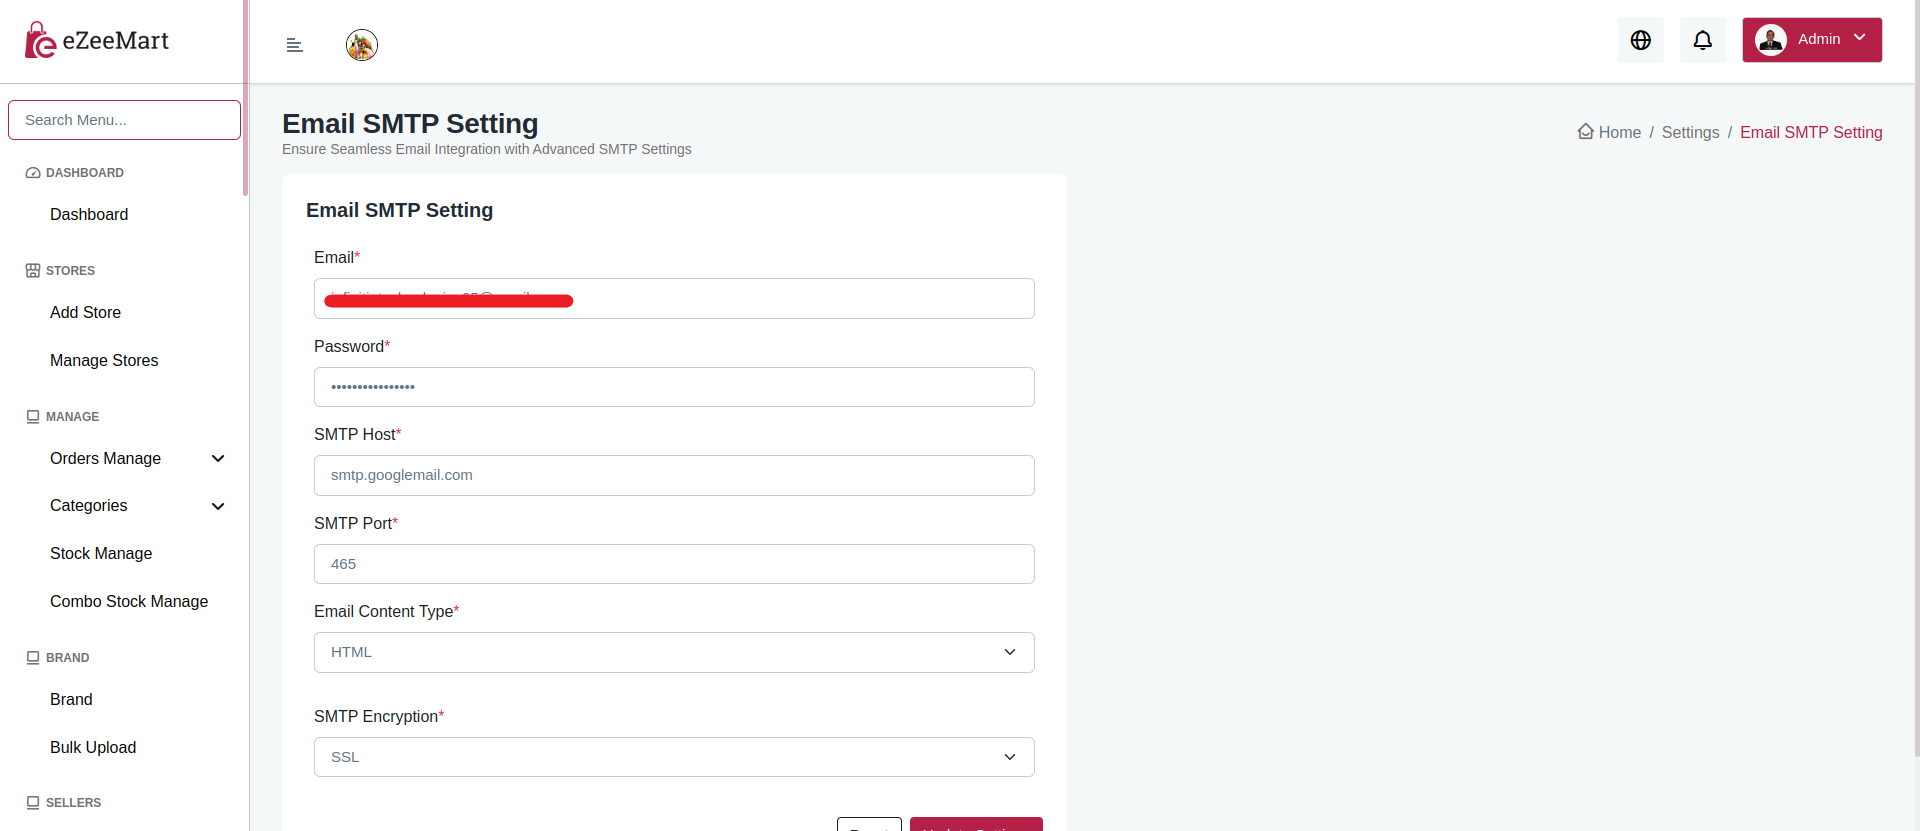 eZeeMart
Admin
Search Menu...
DASHBOARD
Dashboard
STORES
Add Store
Manage Stores
MANAGE
Orders Manage
Categories
Stock Manage
Combo Stock Manage
BRAND
Brand
Bulk Upload
SELLERS
Email SMTP Setting
Ensure Seamless Email Integration with Advanced SMTP Settings
Home / Settings / Email SMTP Setting
Email SMTP Setting
Email*
Password*
••••••••••••••••
SMTP Host*
smtp.googlemail.com
SMTP Port*
465
Email Content Type*
HTML
SMTP Encryption*
SSL